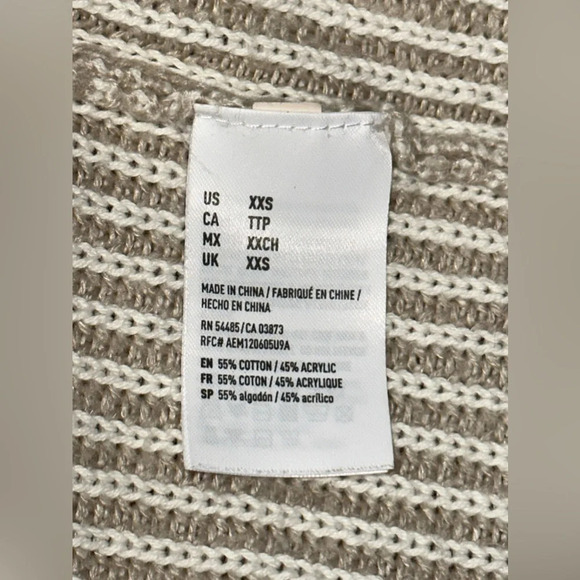 US XXS
CA TTP
MX XXCH
UK XXS
MADE IN CHINA / FABRIQUÉ EN CHINE /
HECHO EN CHINA
RN 54485/CA 03873
RFC# AEM120605U9A
EN 55% COTTON / 45% ACRYLIC
FR 55% COTON / 45% ACRYLIQUE
SP 55% algodón / 45% acrílico